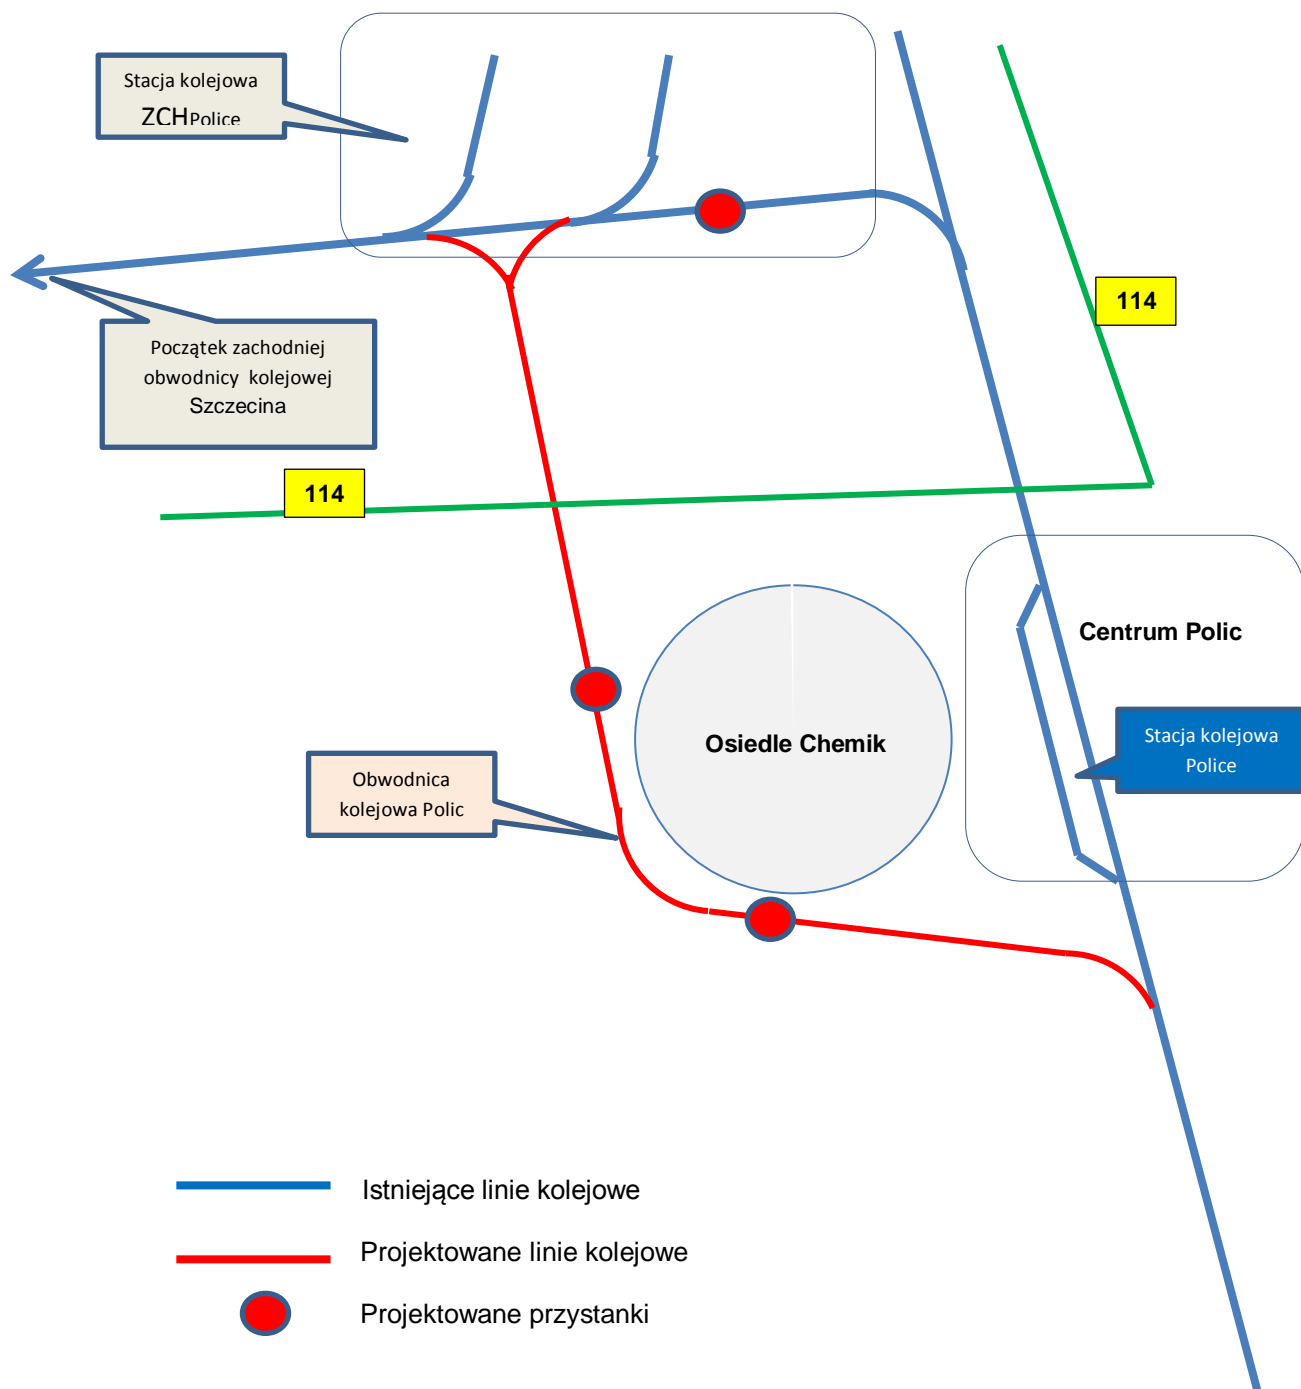 Stacja kolejowa
ZCHPolice
114
Początek zachodniej
obwodnicy kolejowej
Szczecina
114
Centrum Polic
Osiedle Chemik
Stacja kolejowa
Police
Obwodnica
kolejowa Polic
Istniejące linie kolejowe
Projektowane linie kolejowe
Projektowane przystanki